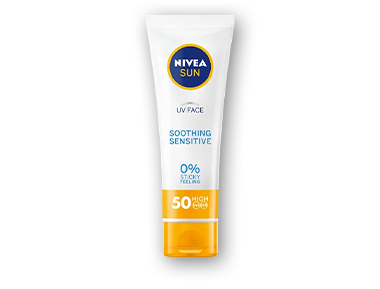 NIVEA
SUN
UV FACE
SOOTHING
SENSITIVE
0%
STICKY
FEELING
50 HIGH